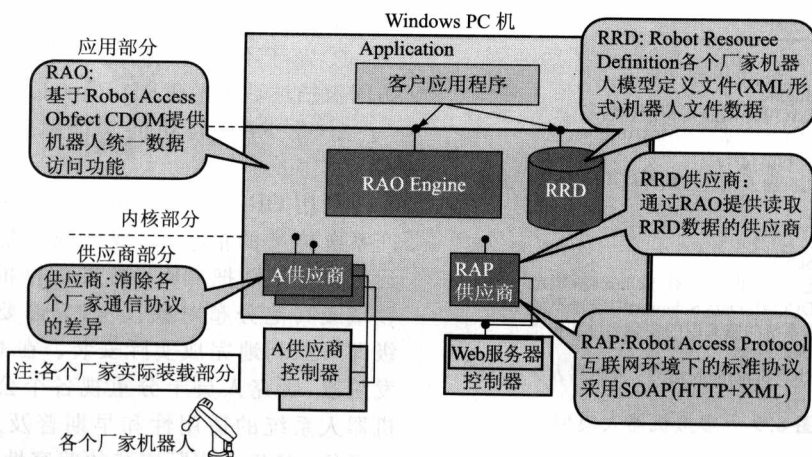 Windows PC 机
应用部分
Application
客户应用程序
RAO:
基于Robot Access
Obfect CDOM提供
机器人统一数据
访问功能
RRD: Robot Resouree
Definition各个厂家机器
人模型定义文件(XML形
式)机器人文件数据
RAO Engine
RRD
RRD供应商:
通过RAO提供读取
RRD数据的供应商
内核部分
供应商部分
供应商:消除各
个厂家通信协议
的差异
A供应商
RAP
供应商
RAP:Robot Access Protocol
互联网环境下的标准协议
采用SOAP(HTTP+XML)
A供应商
控制器
Web服务器
控制器
注:各个厂家实际装载部分
各个厂家机器人